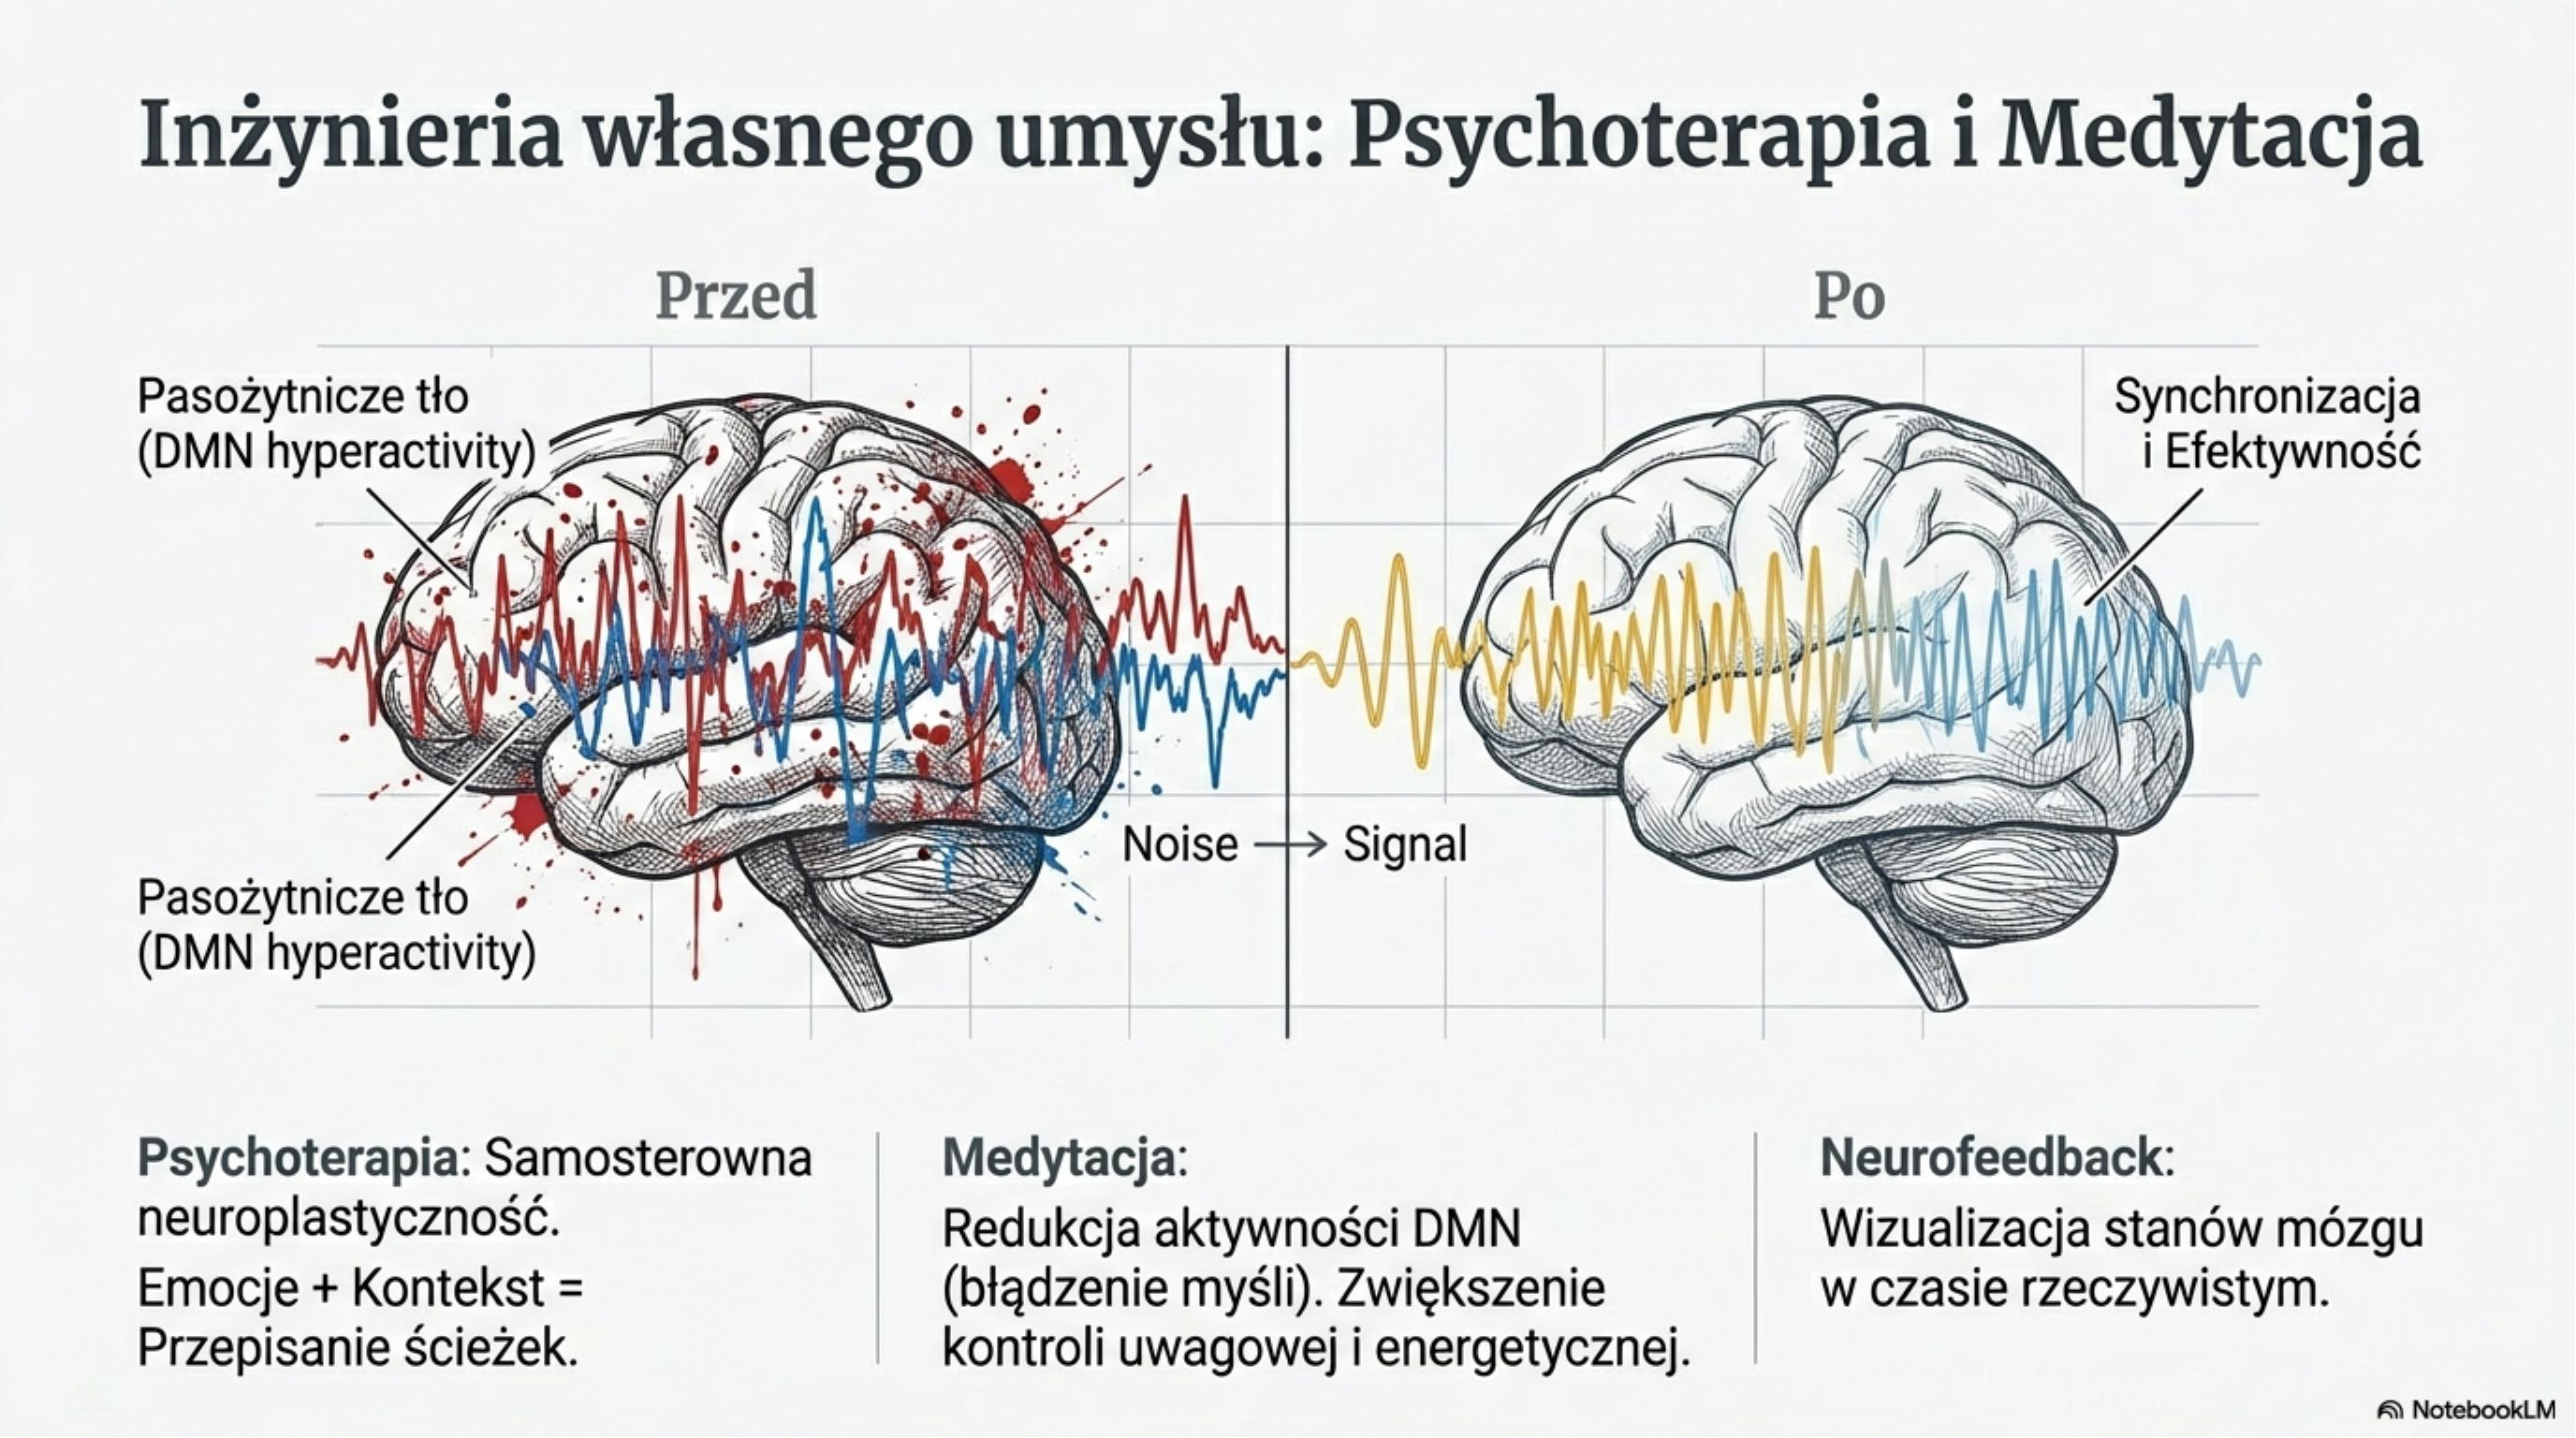 Inżynieria własnego umysłu: Psychoterapia i Medytacja
Przed
Po
Pasożytnicze tło
(DMN hyperactivity)
Synchronizacja
i Efektywność
Noise → Signal
Pasożytnicze tło
(DMN hyperactivity)
Psychoterapia: Samosterowna
neuroplastyczność.
Emocje + Kontekst =
Przepisanie ścieżek.
Medytacja:
Redukcja aktywności DMN
(błądzenie myśli). Zwiększenie
kontroli uwagowej i energetycznej.
Neurofeedback:
Wizualizacja stanów mózgu
w czasie rzeczywistym.
NotebookLM